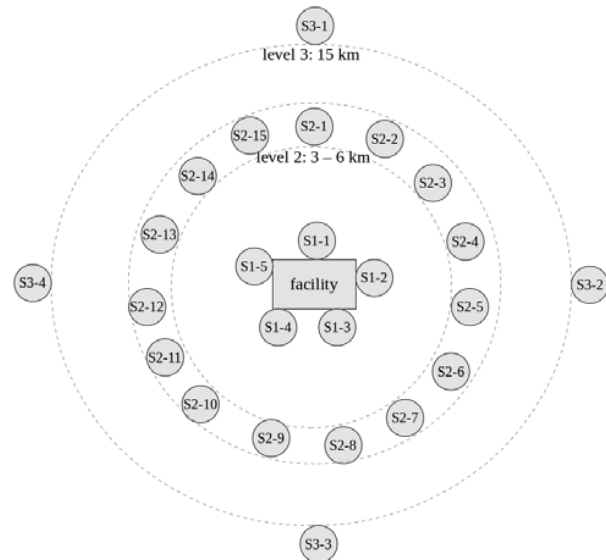 S3-1
level 3: 15 km
S2-1
S2-15
S2-2
level 2: 3 – 6 km
S2-14
S2-3
S2-13
S1-1
S2-4
S1-5
S1-2
facility
S3-4
S3-2
S2-12
S2-5
S1-4
S1-3
S2-11
S2-6
S2-10
S2-7
S2-9
S2-8
S3-3